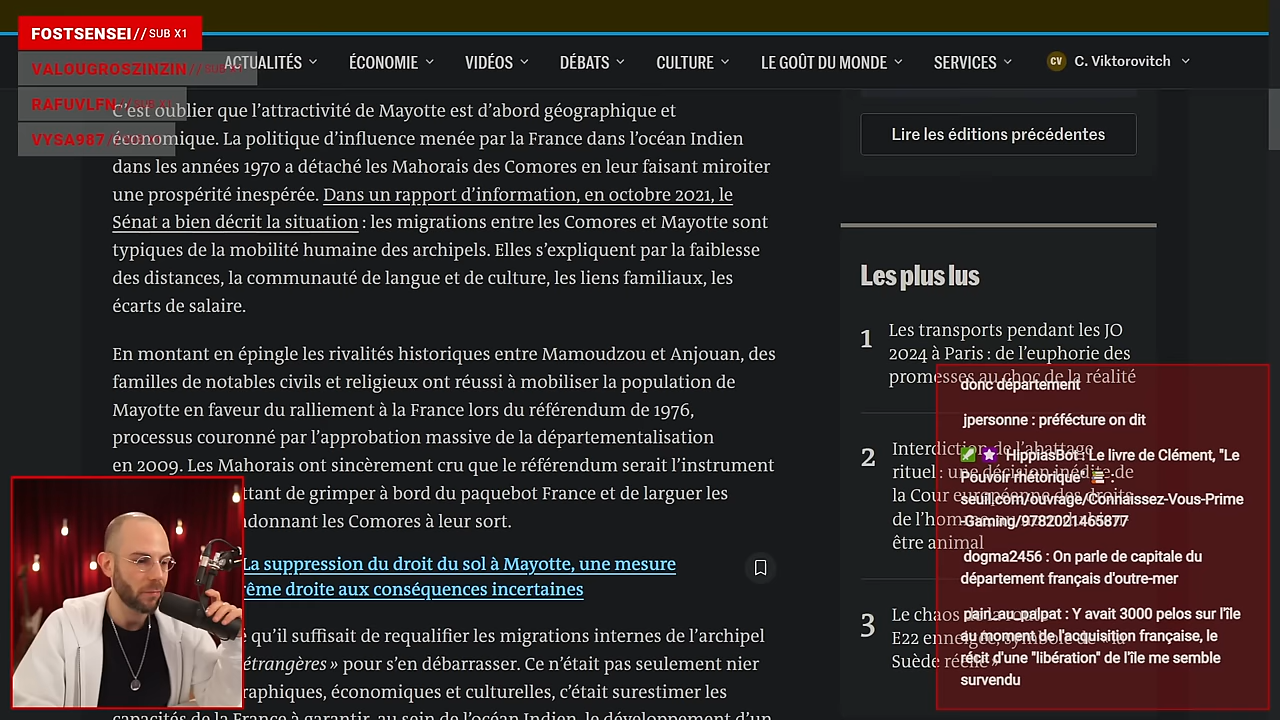 FOSTSENSEI // SUB X1
VALOUGROSZINZIN // SUB X1
RAFUVLFN // SUB X1
VYSA987
ACTUALITÉS
ÉCONOMIE
VIDÉOS
DÉBATS
CULTURE
LE GOÛT DU MONDE
SERVICES
CV C. Viktorovitch
C'est oublier que l'attractivité de Mayotte est d'abord géographique et
économique. La politique d'influence menée par la France dans l'océan Indien
dans les années 1970 a détaché les Mahorais des Comores en leur faisant miroiter
une prospérité inespérée. Dans un rapport d'information, en octobre 2021, le
Sénat a bien décrit la situation : les migrations entre les Comores et Mayotte sont
typiques de la mobilité humaine des archipels. Elles s'expliquent par la faiblesse
des distances, la communauté de langue et de culture, les liens familiaux, les
écarts de salaire.
En montant en épingle les rivalités historiques entre Mamoudzou et Anjouan, des
familles de notables civils et religieux ont réussi à mobiliser la population de
Mayotte en faveur du ralliement à la France lors du référendum de 1976,
processus couronné par l'approbation massive de la départementalisation
en 2009. Les Mahorais ont sincèrement cru que le référendum serait l'instrument
ttant de grimper à bord du paquebot France et de larguer les
ndonnant les Comores à leur sort.
La suppression du droit du sol à Mayotte, une mesure
rême droite aux conséquences incertaines
é qu'il suffisait de requalifier les migrations internes de l'archipel
étrangères » pour s'en débarrasser. Ce n'était pas seulement nier
raphiques, économiques et culturelles, c'était surestimer les
capacités de la France à garantir, au sein de l'océan Indien, le développement d'un
Lire les éditions précédentes
Les plus lus
1
Les transports pendant les JO
2024 à Paris : de l'euphorie des
promesses au choc de la réalité
2
Interdiction de l'abattage
rituel : une décision inédite de
la Cour européenne des droits
de l'homme
être animal
3
Le chaos
E22 enneigée, symbole
Suède
donc département
jpersonne : préfécture on dit
HippiasBot : Le livre de Clément, "Le
Pouvoir rhétorique" :
seuil.com/ouvrage/Connaissez-Vous-Prime
-Gaming/9782021465877
dogma2456 : On parle de capitale du
département français d'outre-mer
pain_au_palpat : Y avait 3000 pelos sur l'île
au moment de l'acquisition française, le
récit d'une "libération" de l'île me semble
survendu